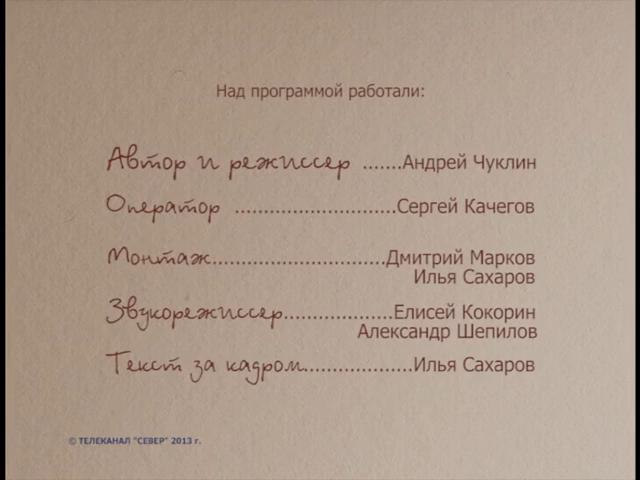 Над программой работали:
Автор и режиссер .......Андрей Чуклин
Оператор ............................Сергей Качегов
Монтаж..............................Дмитрий Марков
Илья Сахаров
Звукорежиссер...................Елисей Кокорин
Александр Шепилов
Текст за кадром...................Илья Сахаров
© ТЕЛЕКАНАЛ "СЕВЕР" 2013 г.